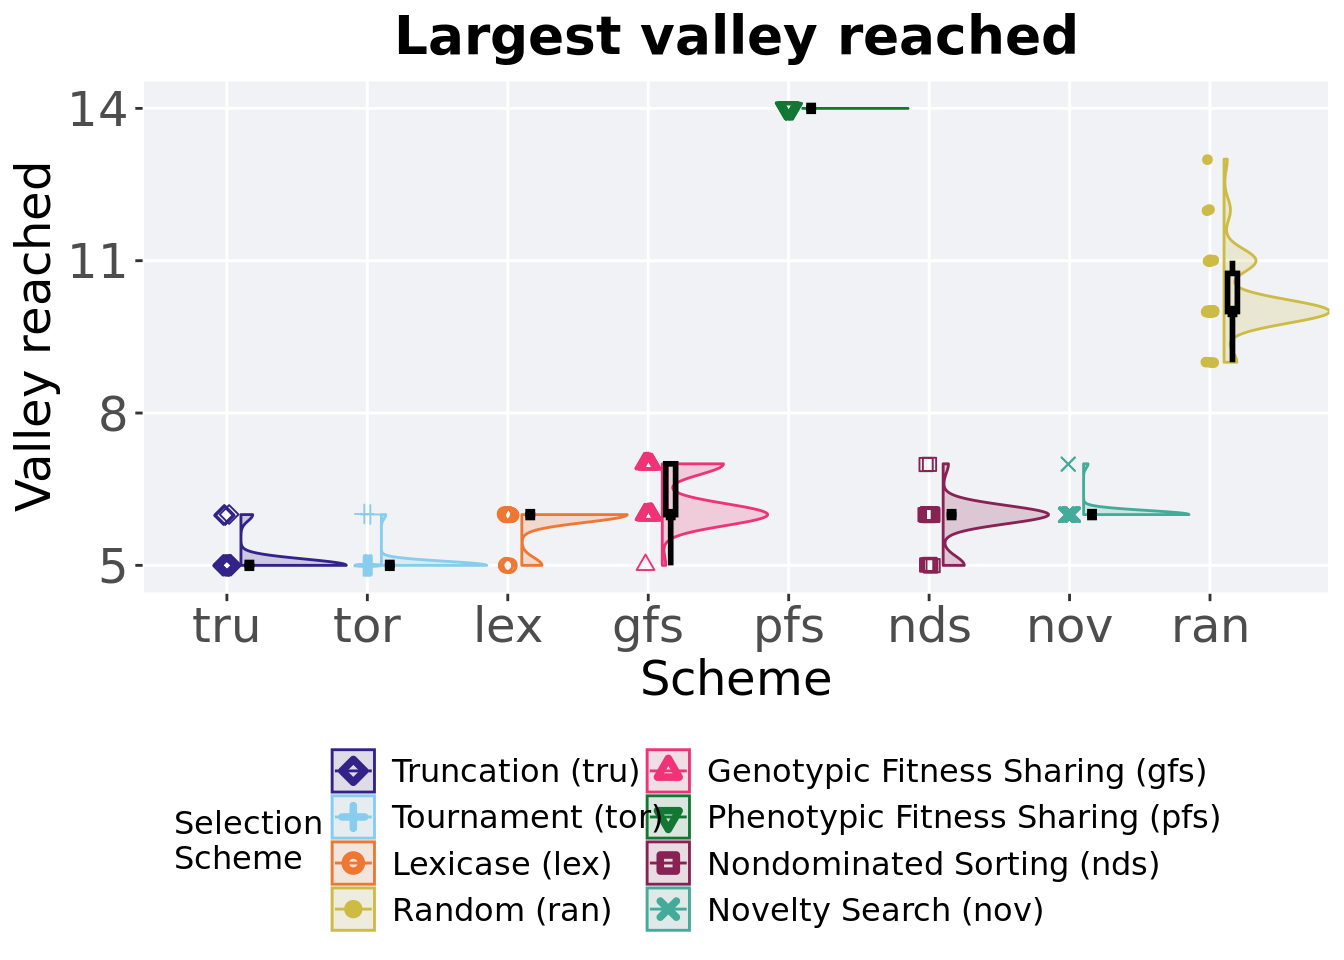 Largest valley reached
Valley reached
14
11
8
5
tru tor lex gfs pfs nds nov ran
Scheme
Selection
Scheme
Truncation (tru)
Tournament (tor)
Lexicase (lex)
Random (ran)
Genotypic Fitness Sharing (gfs)
Phenotypic Fitness Sharing (pfs)
Nondominated Sorting (nds)
Novelty Search (nov)